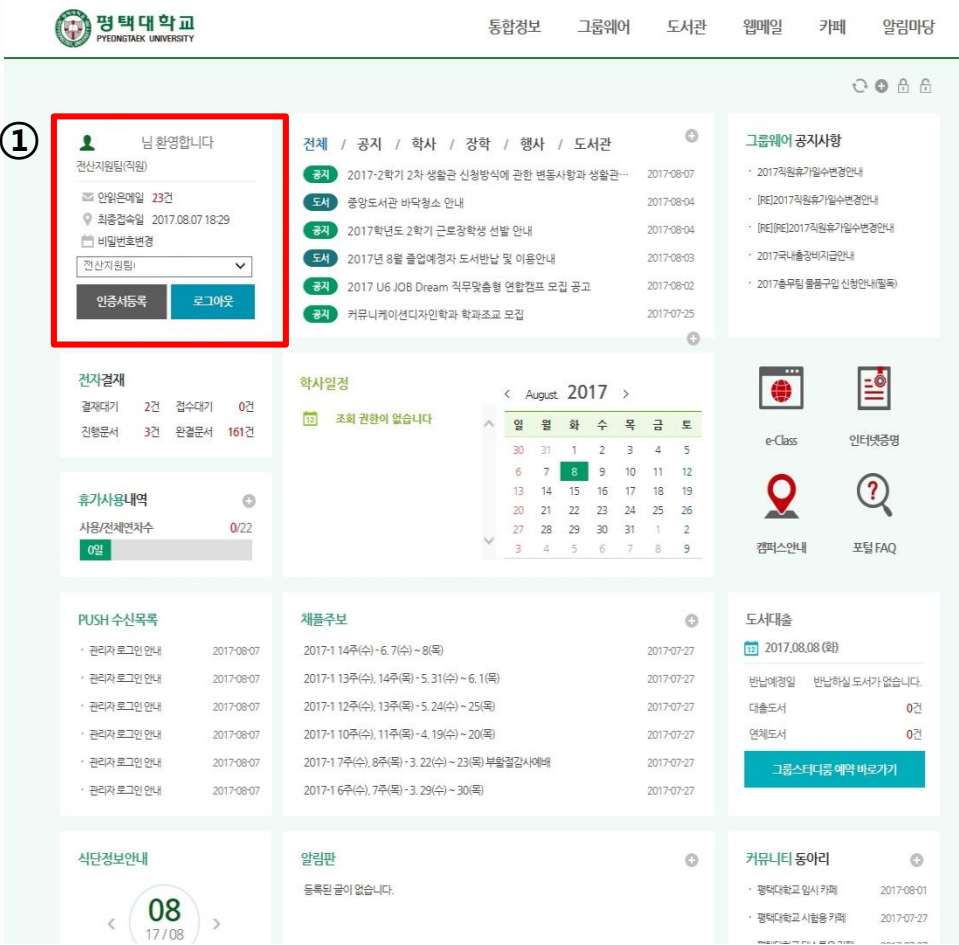 평택대학교
PYEONGTAEK UNIVERSITY
통합정보 그룹웨어 도서관 웹메일 카페 알림마당
①
님 환영합니다
전산지원팀(직원)
안읽은메일 23건
최종접속일 2017.08.07 18:29
비밀번호변경
전산지원팀
인증서등록 로그아웃
전체 / 공지 / 학사 / 장학 / 행사 / 도서관
공지 2017-2학기 2차 생활관 신청방식에 관한 변동사항과 생활관… 2017-08-07
도서 중앙도서관 바닥청소 안내 2017-08-04
공지 2017학년도 2학기 근로장학생 선발 안내 2017-08-04
도서 2017년 8월 졸업예정자 도서반납 및 이용안내 2017-08-03
공지 2017 U6 JOB Dream 직무맞춤형 연합캠프 모집 공고 2017-08-02
공지 커뮤니케이션디자인학과 학과조교 모집 2017-07-25
그룹웨어 공지사항
· 2017직원휴가일수변경안내
· [RE]2017직원휴가일수변경안내
· [RE][RE]2017직원휴가일수변경안내
· 2017국내출장비지급안내
· 2017총무팀 물품구입 신청안내(필독)
전자결재
결재대기 2건 접수대기 0건
진행문서 3건 완결문서 161건
휴가사용내역
사용/전체연차수 0/22
0일
학사일정
12 조회 권한이 없습니다
< August 2017 >
일 월 화 수 목 금 토
30 31 1 2 3 4 5
6 7 8 9 10 11 12
13 14 15 16 17 18 19
20 21 22 23 24 25 26
27 28 29 30 31 1 2
3 4 5 6 7 8 9
e-Class 인터넷증명
캠퍼스안내 포털 FAQ
PUSH 수신목록
· 관리자 로그인 안내 2017-08-07
· 관리자 로그인 안내 2017-08-07
· 관리자 로그인 안내 2017-08-07
· 관리자 로그인 안내 2017-08-07
· 관리자 로그인 안내 2017-08-07
· 관리자 로그인 안내 2017-08-07
채플주보
2017-1 14주(수) - 6. 7(수) ~ 8(목) 2017-07-27
2017-1 13주(수), 14주(목) - 5. 31(수) ~ 6. 1(목) 2017-07-27
2017-1 12주(수), 13주(목) - 5. 24(수) ~ 25(목) 2017-07-27
2017-1 10주(수), 11주(목) - 4. 19(수) ~ 20(목) 2017-07-27
2017-1 7주(수), 8주(목) - 3. 22(수) ~ 23(목) 부활절감사예배 2017-07-27
2017-1 6주(수), 7주(목) - 3. 29(수) ~ 30(목) 2017-07-27
도서대출
12 2017.08.08 (화)
반납예정일 반납하실 도서가 없습니다.
대출도서 0건
연체도서 0건
그룹스터디룸 예약 바로가기
식단정보안내
< 08 >
17 / 08
알림판
등록된 글이 없습니다.
커뮤니티 동아리
· 평택대학교 임시 카페 2017-08-01
· 평택대학교 시험용 카페 2017-07-27